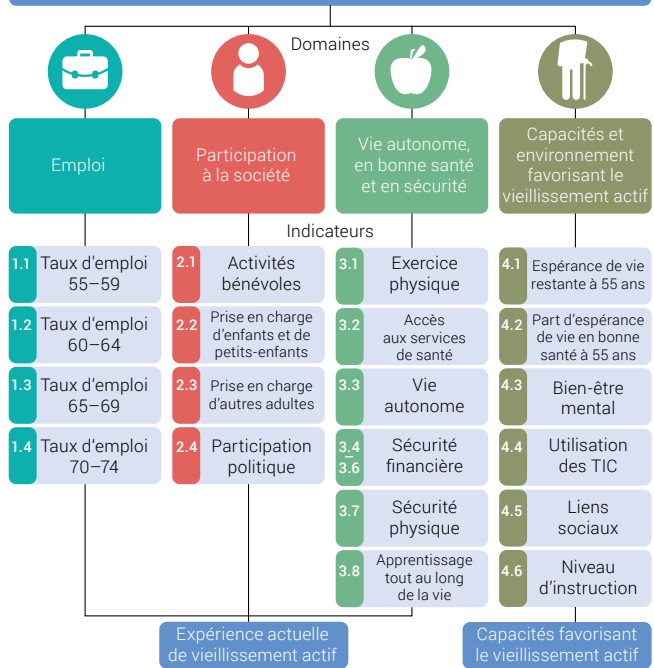 Domaines
Emploi
Participation
à la société
Vie autonome,
en bonne santé
et en sécurité
Capacités et
environnement
favorisant le
vieillissement actif
Indicateurs
1.1
Taux d'emploi
55–59
1.2
Taux d'emploi
60–64
1.3
Taux d'emploi
65–69
1.4
Taux d'emploi
70–74
2.1
Activités
bénévoles
2.2
Prise en charge
d'enfants et de
petits-enfants
2.3
Prise en charge
d'autres adultes
2.4
Participation
politique
3.1
Exercice
physique
3.2
Accès
aux services
de santé
3.3
Vie
autonome
3.4
–
3.6
Sécurité
financière
3.7
Sécurité
physique
3.8
Apprentissage
tout au long
de la vie
4.1
Espérance de vie
restante à 55 ans
4.2
Part d'espérance
de vie en bonne
santé à 55 ans
4.3
Bien-être
mental
4.4
Utilisation
des TIC
4.5
Liens
sociaux
4.6
Niveau
d'instruction
Expérience actuelle
de vieillissement actif
Capacités favorisant
le vieillissement actif